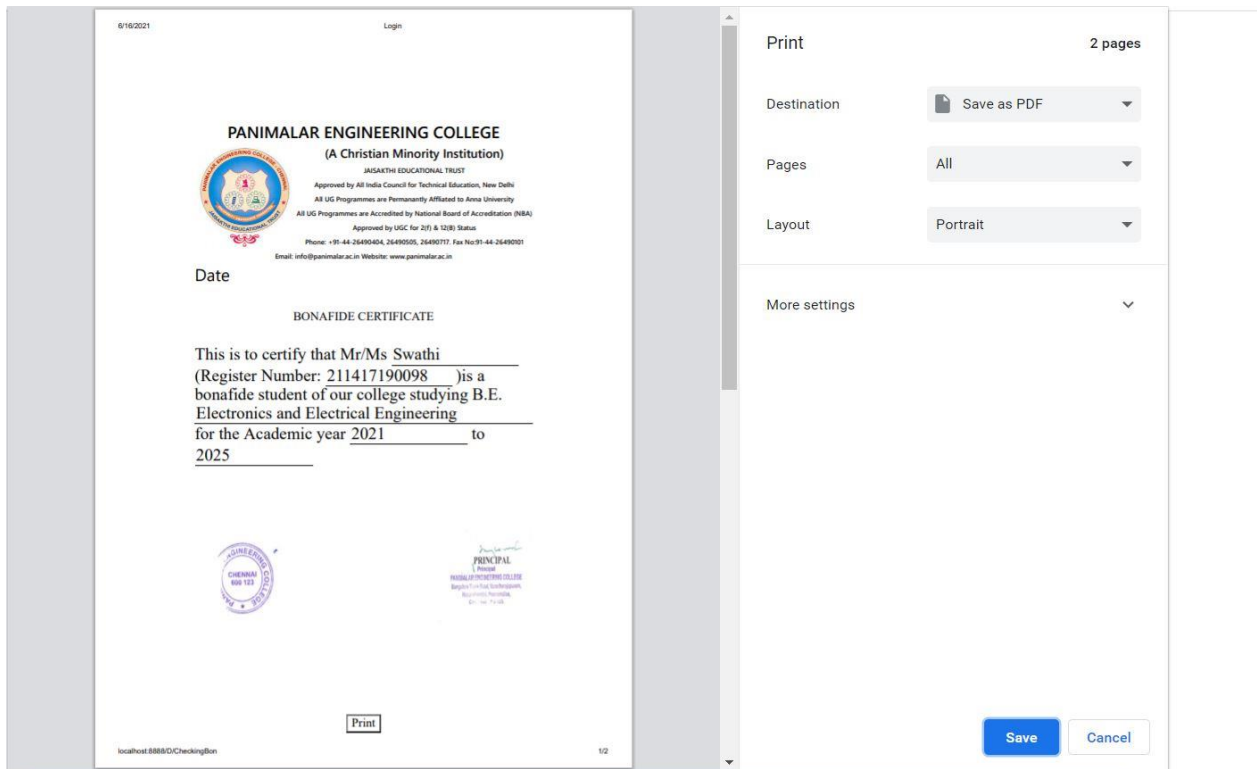 6/16/2021 Login
PANIMALAR ENGINEERING COLLEGE
(A Christian Minority Institution)
JAISAKTHI EDUCATIONAL TRUST
Approved by All India Council for Technical Education, New Delhi
All UG Programmes are Permanantly Affliated to Anna University
All UG Programmes are Accredited by National Board of Accreditation (NBA)
Approved by UGC for 2(f) & 12(B) Status
Phone: +91-44-26490404, 26490505, 26490717. Fax No:91-44-26490101
Email: info@panimalar.ac.in Website: www.panimalar.ac.in
Date
BONAFIDE CERTIFICATE
This is to certify that Mr/Ms Swathi
(Register Number: 211417190098 )is a
bonafide student of our college studying B.E.
Electronics and Electrical Engineering
for the Academic year 2021 to
2025
GINEERING COLLEGE
CHENNAI
600 123
PRINCIPAL
Principal
PANIMALAR ENGINEERING COLLEGE
Print
localhost:8888/D/CheckingBon 1/2
Print 2 pages
Destination Save as PDF
Pages All
Layout Portrait
More settings
Save Cancel